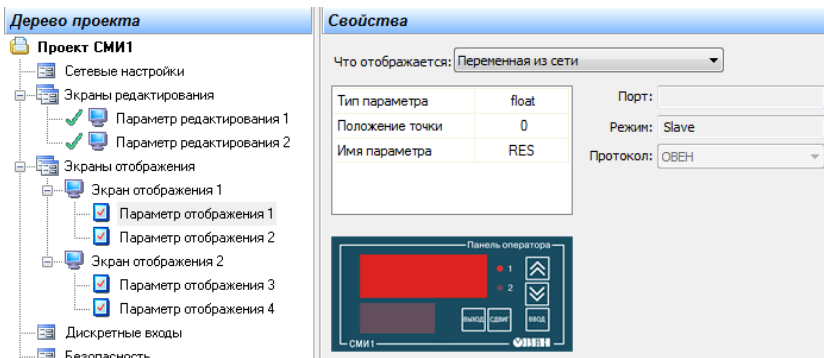 Дерево проекта
Проект СМИ1
Сетевые настройки
Экраны редактирования
Параметр редактирования 1
Параметр редактирования 2
Экраны отображения
Экран отображения 1
Параметр отображения 1
Параметр отображения 2
Экран отображения 2
Параметр отображения 3
Параметр отображения 4
Дискретные входы
Безопасность
Свойства
Что отображается: Переменная из сети
Тип параметра float
Положение точки 0
Имя параметра RES
Порт:
Режим: Slave
Протокол: ОВЕН
Панель оператора
1
2
ВЫХОД СДВИГ ВВОД
СМИ1 ОВЕН